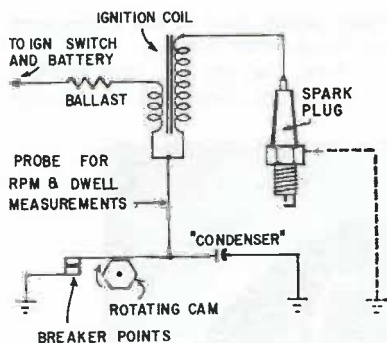 IGNITION COIL
TO IGN SWITCH
AND BATTERY
BALLAST
SPARK
PLUG
PROBE FOR
RPM & DWELL
MEASUREMENTS
"CONDENSER"
ROTATING CAM
BREAKER POINTS